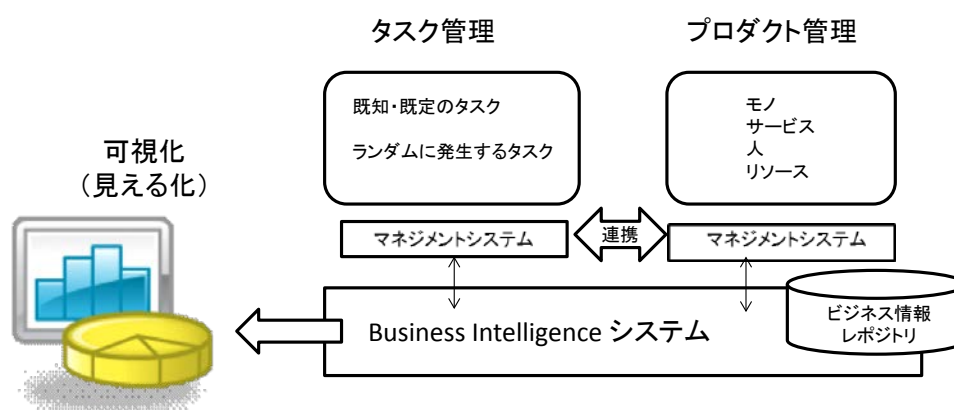 タスク管理
プロダクト管理
既知・既定のタスク
ランダムに発生するタスク
モノ
サービス
人
リソース
可視化
（見える化）
マネジメントシステム
連携
マネジメントシステム
Business Intelligence システム
ビジネス情報
レポジトリ